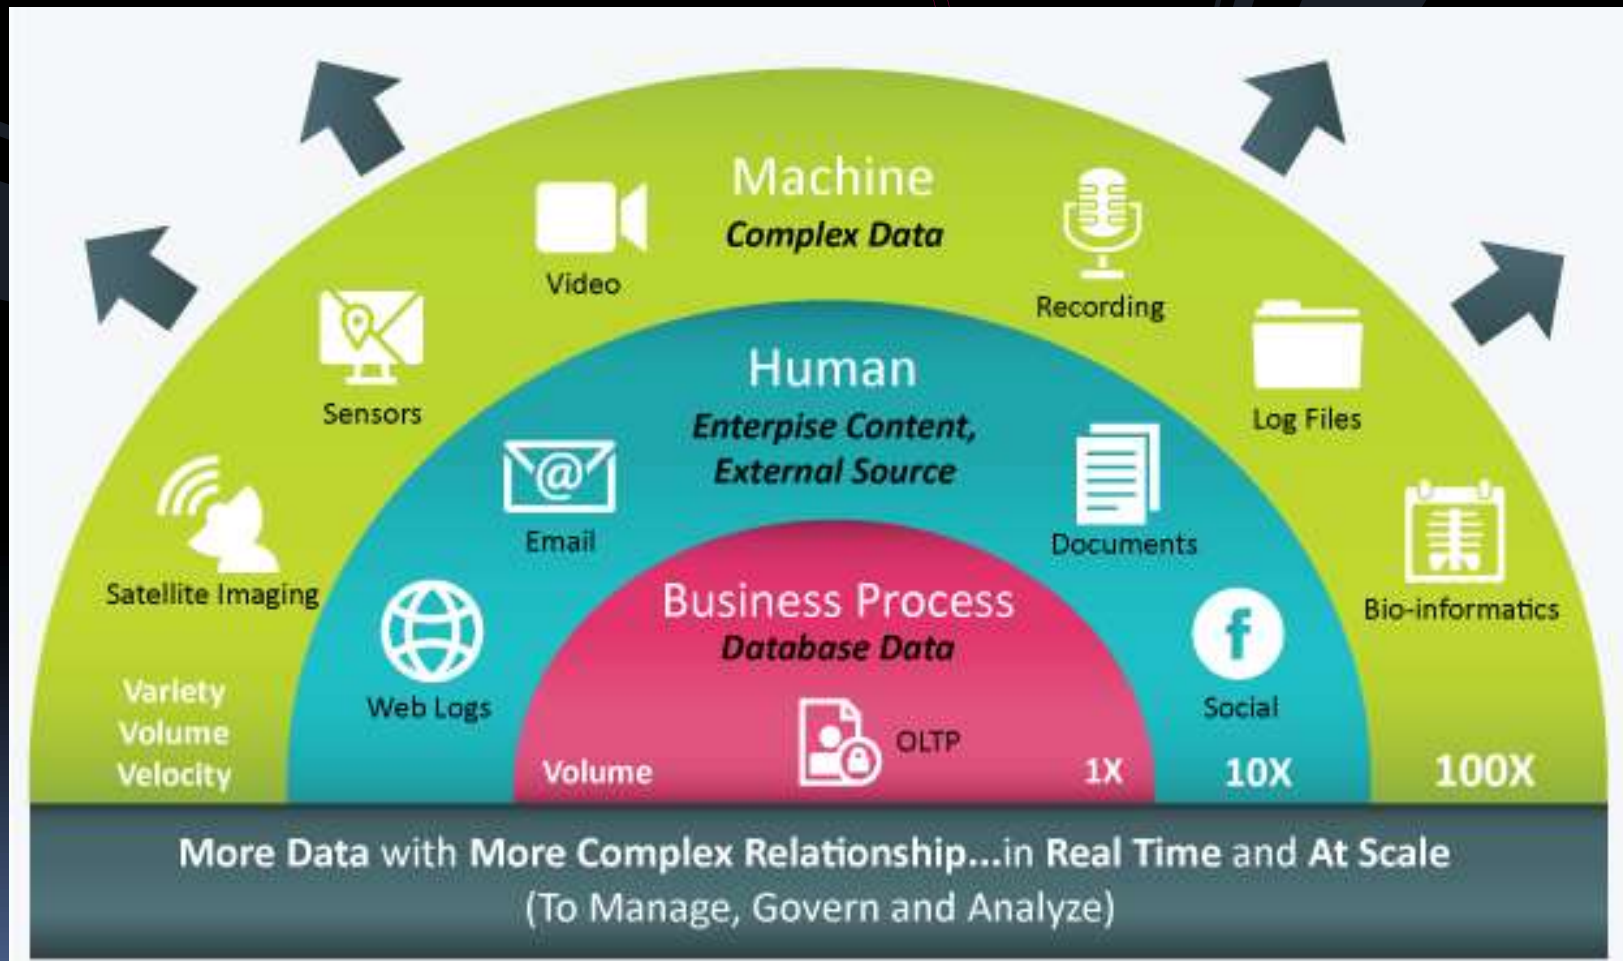 Machine
Complex Data
Video
Recording
Sensors
Log Files
Satellite Imaging
Bio-informatics
Human
Enterpise Content,
External Source
Email
Documents
Web Logs
Social
Business Process
Database Data
OLTP
Variety
Volume
Velocity
Volume
1X
10X
100X
More Data with More Complex Relationship...in Real Time and At Scale
(To Manage, Govern and Analyze)